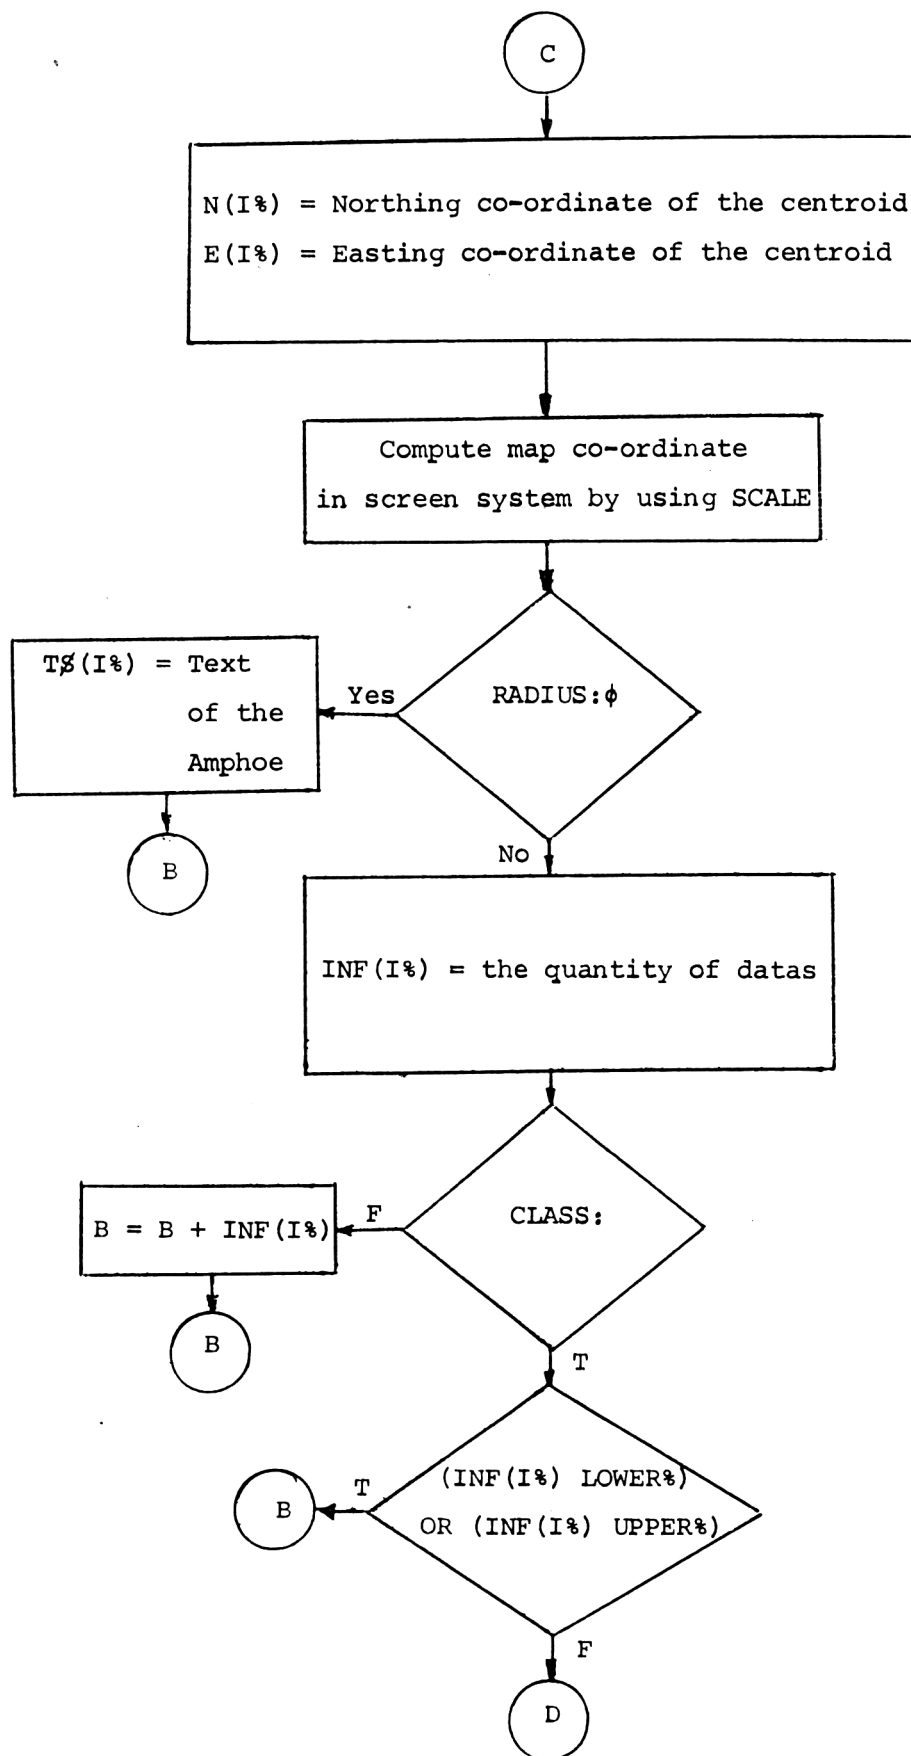 C
N(I%) = Northing co-ordinate of the centroid
E(I%) = Easting co-ordinate of the centroid
Compute map co-ordinate
in screen system by using SCALE
RADIUS:ϕ
Yes
T$(I%) = Text
of the
Amphoe
B
No
INF(I%) = the quantity of datas
CLASS:
F
B = B + INF(I%)
B
T
(INF(I%) LOWER%)
OR (INF(I%) UPPER%)
T
B
F
D